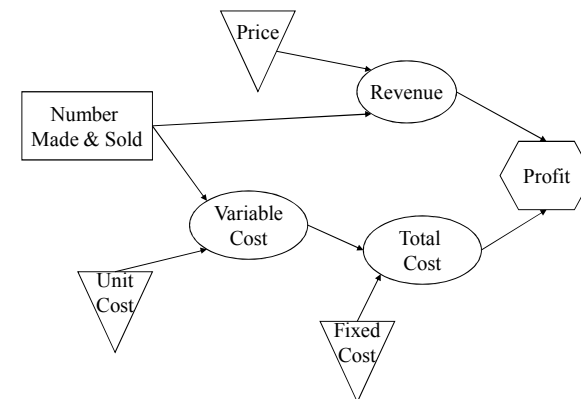 Price
Revenue
Number
Made & Sold
Profit
Variable
Cost
Total
Cost
Unit
Cost
Fixed
Cost